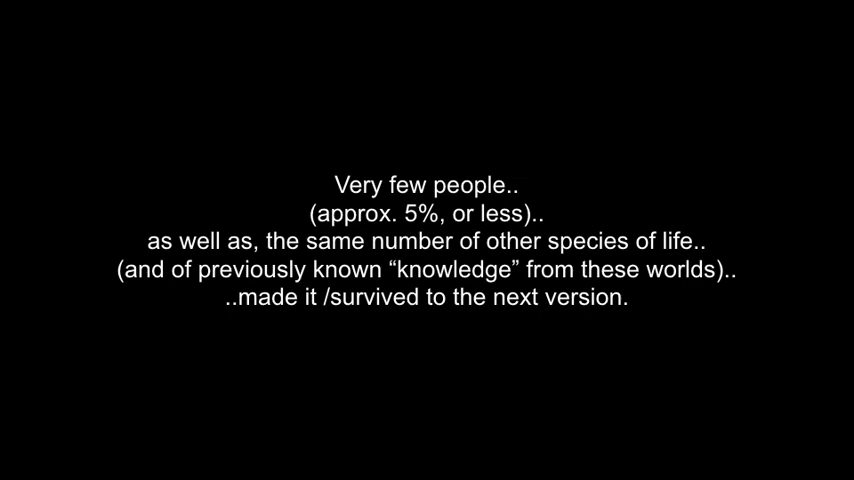 Very few people..
(approx. 5%, or less)..
as well as, the same number of other species of life..
(and of previously known “knowledge” from these worlds)..
..made it /survived to the next version.